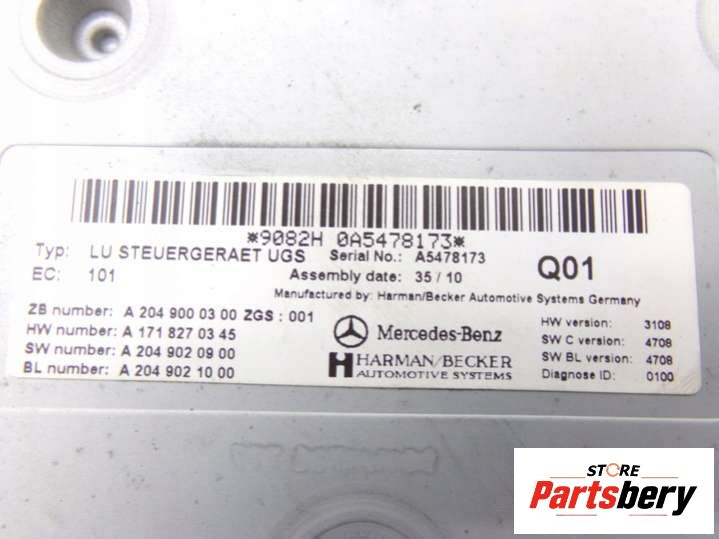 *9082H 0A5478173*
Typ: LU STEUERGERAET UGS Serial No.: A5478173
EC: 101 Assembly date: 35/10 Q01
Manufactured by: Harman/Becker Automotive Systems Germany
ZB number: A 204 900 03 00 ZGS : 001
HW number: A 171 827 03 45
SW number: A 204 902 09 00
BL number: A 204 902 10 00
Mercedes-Benz
HARMAN/BECKER
AUTOMOTIVE SYSTEMS
HW version: 3108
SW C version: 4708
SW BL version: 4708
Diagnose ID: 0100
STORE
Partsbery